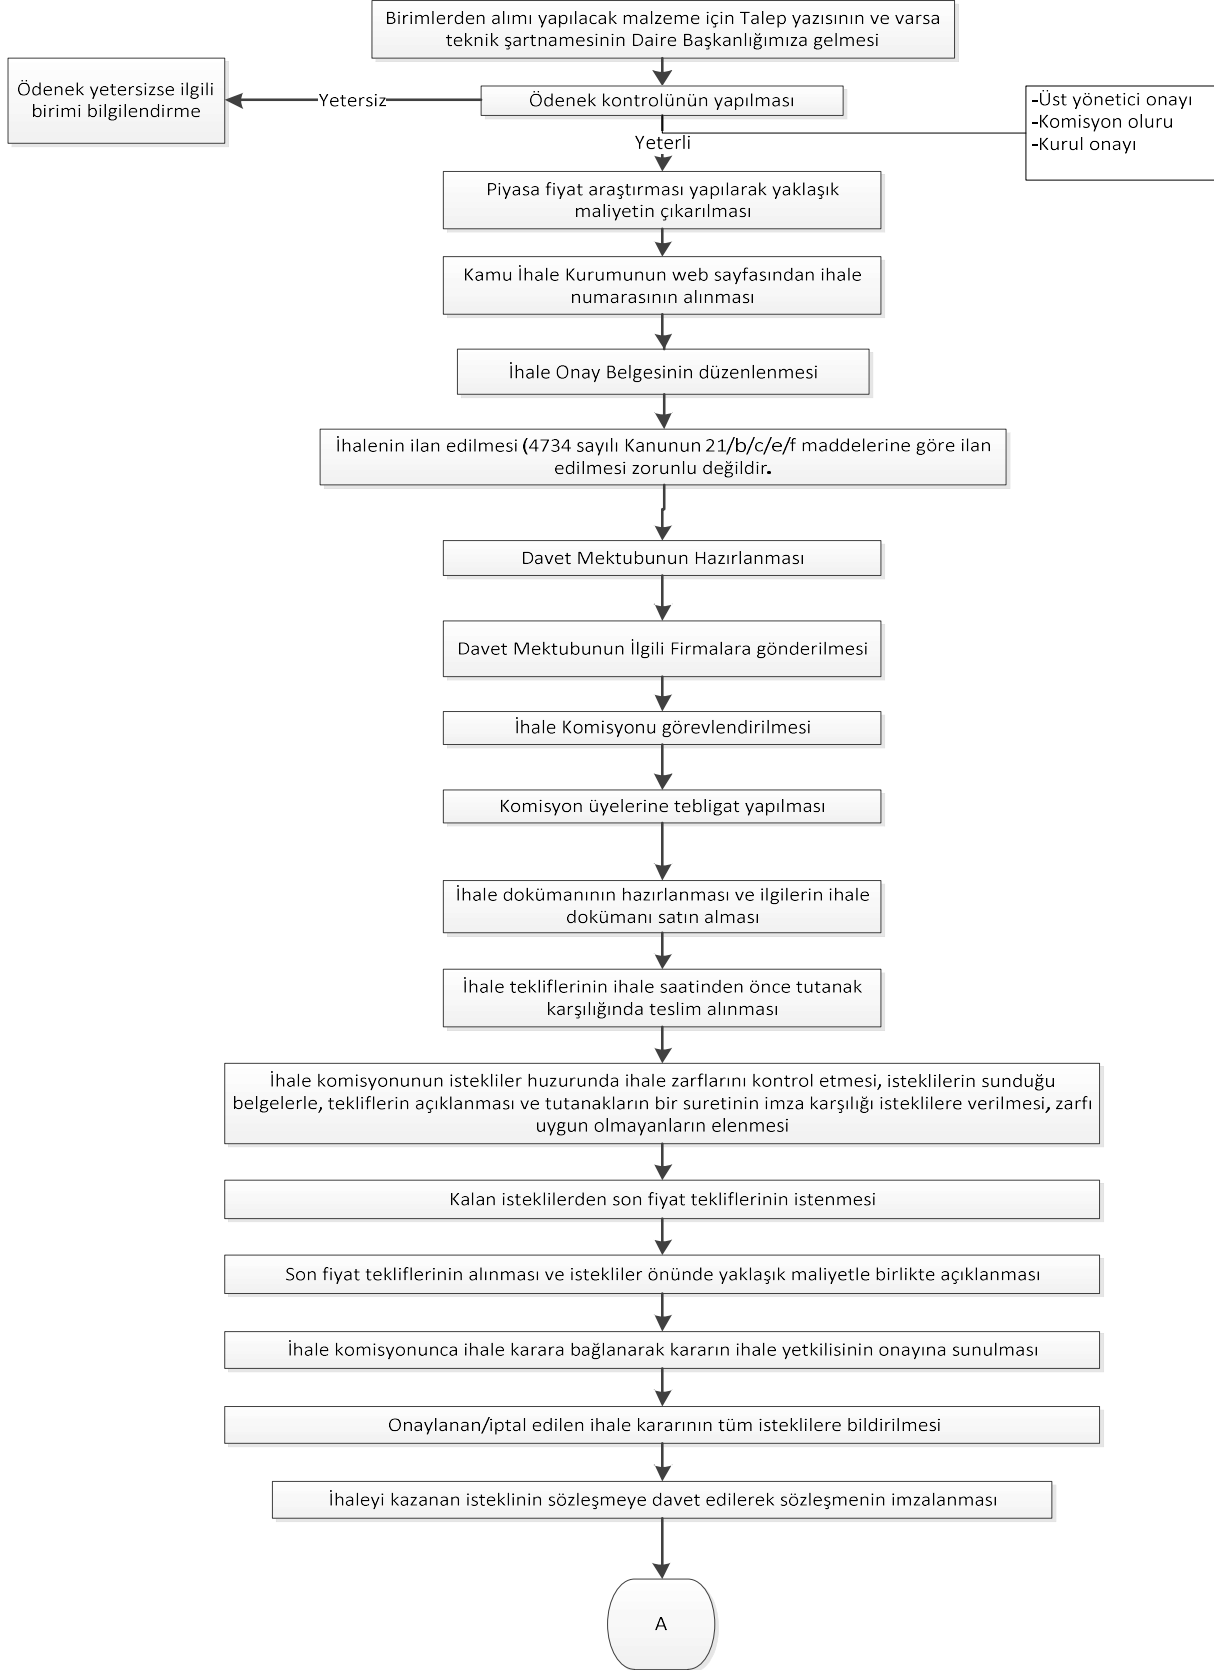 Birimlerden alımı yapılacak malzeme için Talep yazısının ve varsa
teknik şartnamesinin Daire Başkanlığımıza gelmesi
Ödenek yetersizse ilgili
birimi bilgilendirme
Yetersiz
Ödenek kontrolünün yapılması
-Üst yönetici onayı
-Komisyon oluru
-Kurul onayı
Yeterli
Piyasa fiyat araştırması yapılarak yaklaşık
maliyetin çıkarılması
Kamu İhale Kurumunun web sayfasından ihale
numarasının alınması
İhale Onay Belgesinin düzenlenmesi
İhalenin ilan edilmesi (4734 sayılı Kanunun 21/b/c/e/f maddelerine göre ilan
edilmesi zorunlu değildir.
Davet Mektubunun Hazırlanması
Davet Mektubunun İlgili Firmalara gönderilmesi
İhale Komisyonu görevlendirilmesi
Komisyon üyelerine tebligat yapılması
İhale dokümanının hazırlanması ve ilgilerin ihale
dokümanı satın alması
İhale tekliflerinin ihale saatinden önce tutanak
karşılığında teslim alınması
İhale komisyonunun istekliler huzurunda ihale zarflarını kontrol etmesi, isteklilerin sunduğu
belgelerle, tekliflerin açıklanması ve tutanakların bir suretinin imza karşılığı isteklilere verilmesi, zarfı
uygun olmayanların elenmesi
Kalan isteklilerden son fiyat tekliflerinin istenmesi
Son fiyat tekliflerinin alınması ve istekliler önünde yaklaşık maliyetle birlikte açıklanması
İhale komisyonunca ihale karara bağlanarak kararın ihale yetkilisinin onayına sunulması
Onaylanan/iptal edilen ihale kararının tüm isteklilere bildirilmesi
İhaleyi kazanan isteklinin sözleşmeye davet edilerek sözleşmenin imzalanması
A